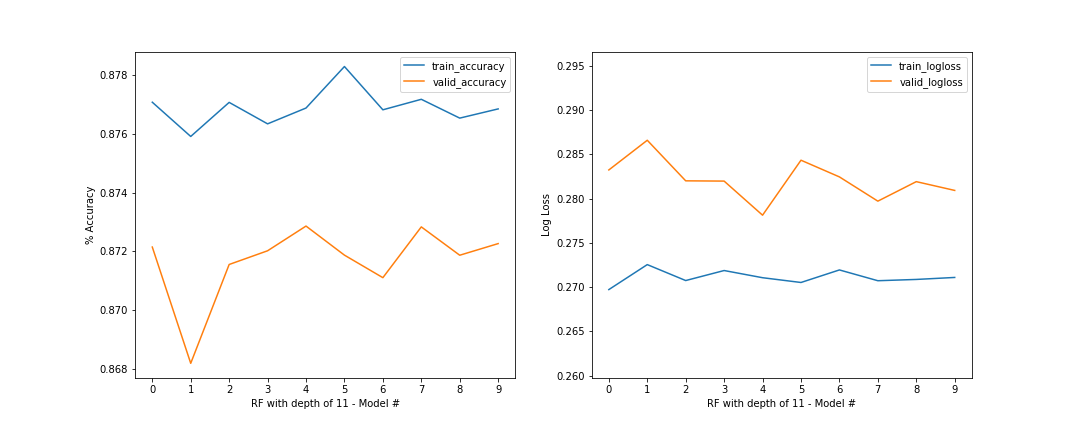 train_accuracy
valid_accuracy
0.878
0.876
0.874
0.872
0.870
0.868
% Accuracy
0 1 2 3 4 5 6 7 8 9
RF with depth of 11 - Model #
train_logloss
valid_logloss
0.295
0.290
0.285
0.280
0.275
0.270
0.265
0.260
Log Loss
0 1 2 3 4 5 6 7 8 9
RF with depth of 11 - Model #